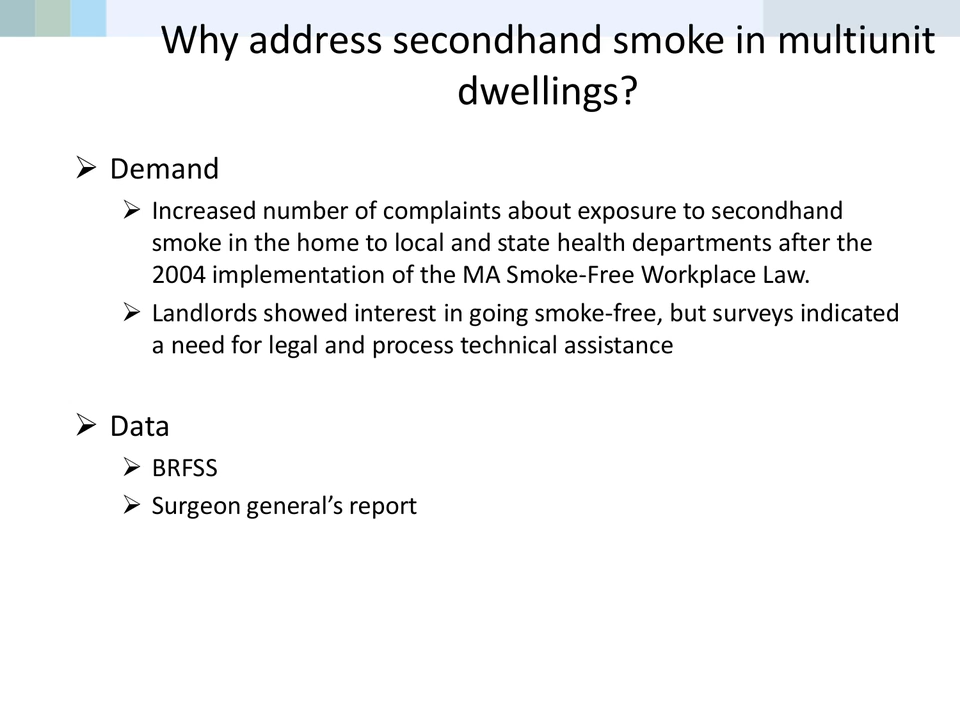 Why address secondhand smoke in multiunit
dwellings?
➢ Demand
➢ Increased number of complaints about exposure to secondhand
smoke in the home to local and state health departments after the
2004 implementation of the MA Smoke-Free Workplace Law.
➢ Landlords showed interest in going smoke-free, but surveys indicated
a need for legal and process technical assistance
➢ Data
➢ BRFSS
➢ Surgeon general’s report